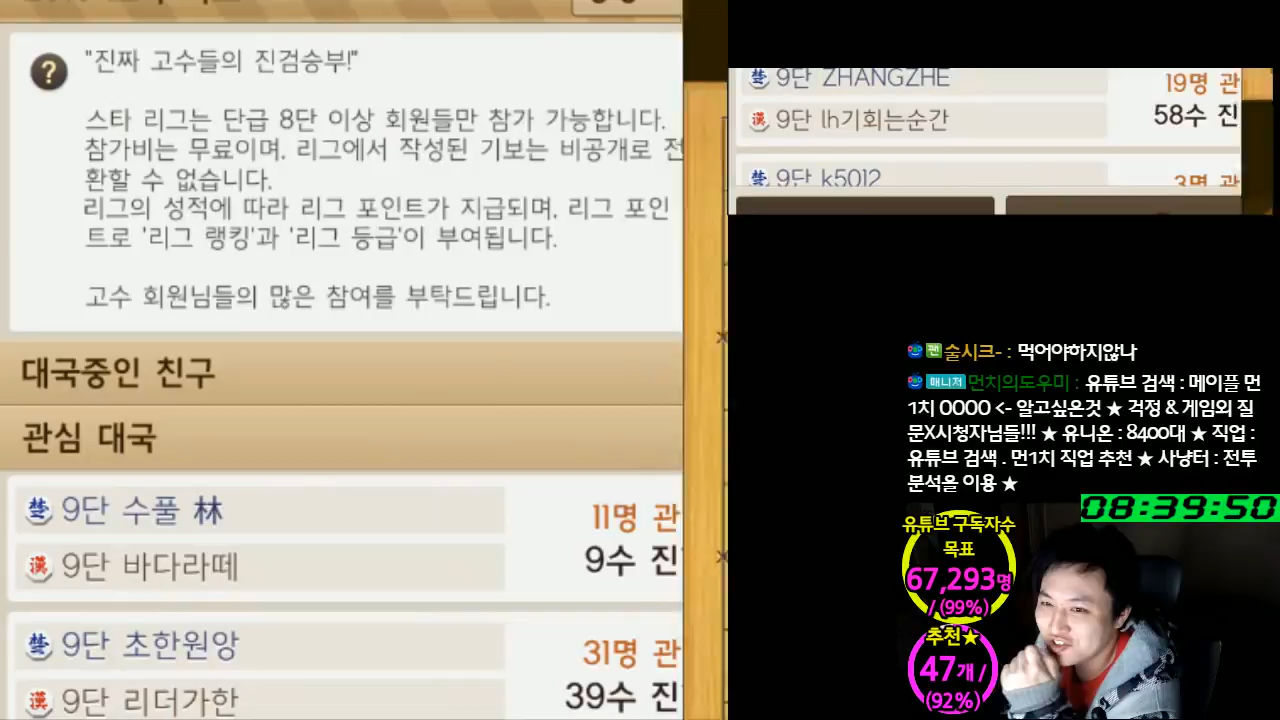 ?
"진짜 고수들의 진검승부!"
스타 리그는 단급 8단 이상 회원들만 참가 가능합니다.
참가비는 무료이며, 리그에서 작성된 기보는 비공개로 전
환할 수 없습니다.
리그의 성적에 따라 리그 포인트가 지급되며, 리그 포인
트로 '리그 랭킹'과 '리그 등급'이 부여됩니다.
고수 회원님들의 많은 참여를 부탁드립니다.
대국중인 친구
관심 대국
楚 9단 수풀 林
11명 관
漢 9단 바다라떼
9수 진
楚 9단 초한원앙
31명 관
漢 9단 리더가한
39수 진
楚 9단 ZHANGZHE
19명 관
漢 9단 lh기회는순간
58수 진
楚 9단 k5012
3명 관
팬 술시크- : 먹어야하지않나
매니저 먼치의도우미 : 유튜브 검색 : 메이플 먼
1치 OOOO <- 알고싶은것 ★ 걱정 & 게임외 질
문X시청자님들!!! ★ 유니온 : 8400대 ★ 직업 :
유튜브 검색 . 먼1치 직업 추천 ★ 사냥터 : 전투
분석을 이용 ★
08:39:50
유튜브 구독자수
목표
67,293명
/ (99%)
추천★
47개 /
(92%)